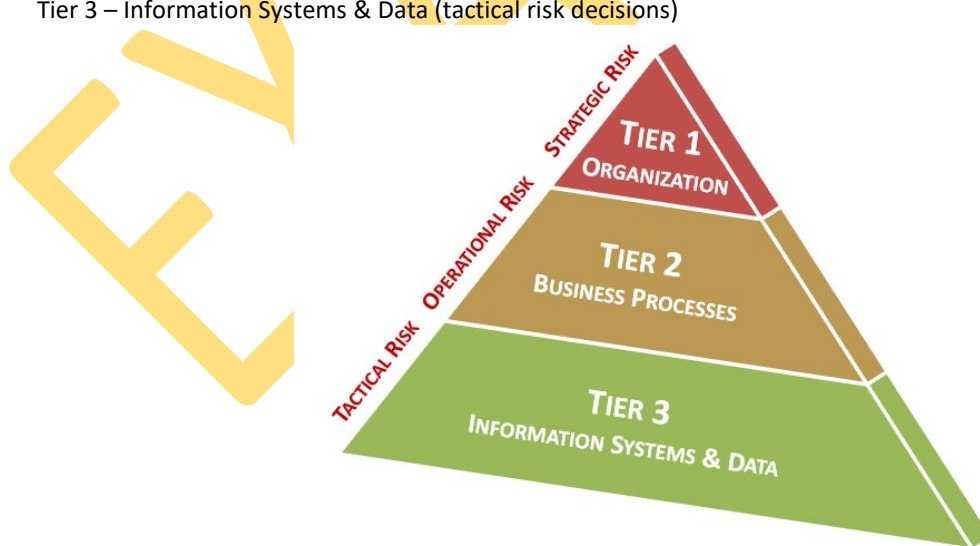 Tier 3 – Information Systems & Data (tactical risk decisions)
STRATEGIC RISK
TIER 1
ORGANIZATION
OPERATIONAL RISK
TIER 2
BUSINESS PROCESSES
TACTICAL RISK
TIER 3
INFORMATION SYSTEMS & DATA